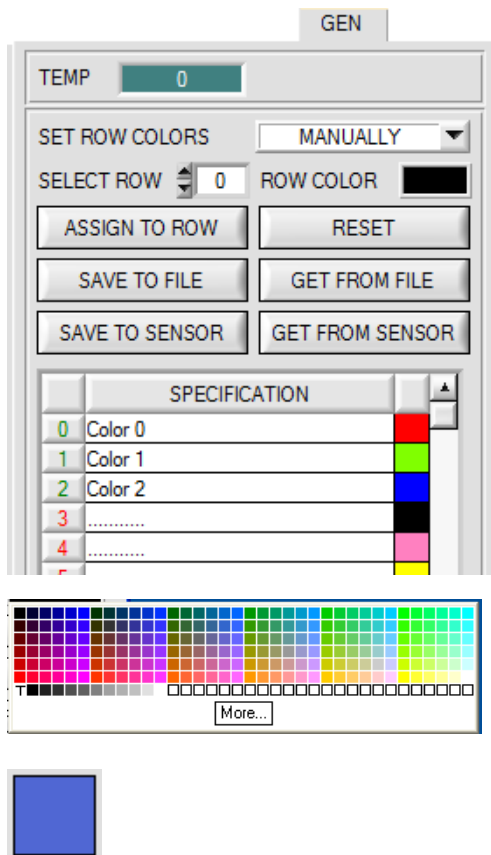 GEN
TEMP 0
SET ROW COLORS MANUALLY
SELECT ROW 0 ROW COLOR
ASSIGN TO ROW RESET
SAVE TO FILE GET FROM FILE
SAVE TO SENSOR GET FROM SENSOR
SPECIFICATION
0 Color 0
1 Color 1
2 Color 2
3 ...........
4 ...........
T
More...